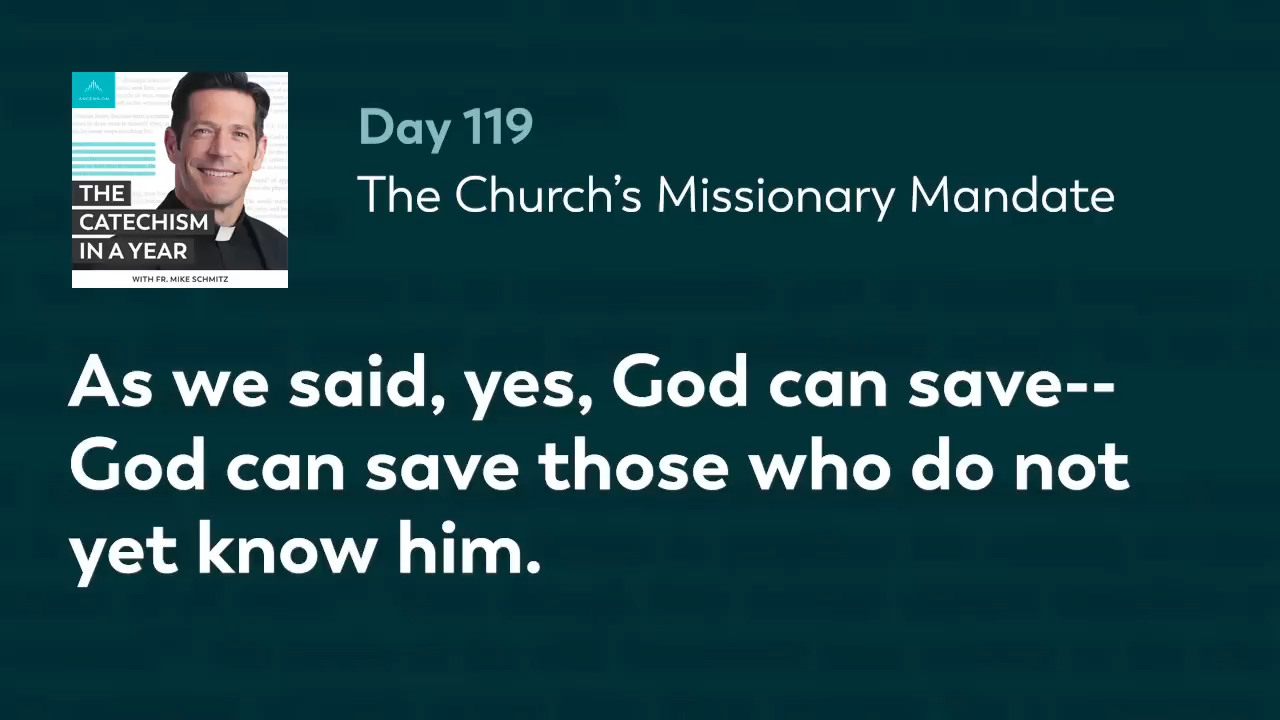 ASCENSION
THE
CATECHISM
IN A YEAR
WITH FR. MIKE SCHMITZ
Day 119
The Church’s Missionary Mandate
As we said, yes, God can save--
God can save those who do not
yet know him.